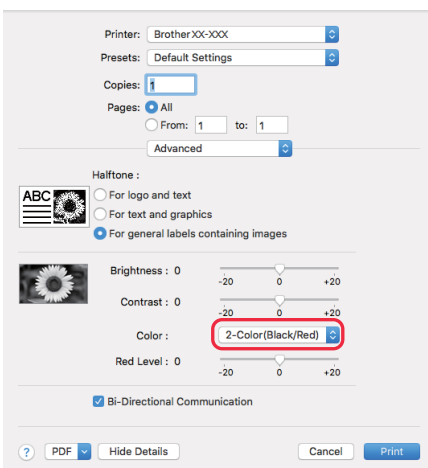 Printer: Brother XX-XXX
Presets: Default Settings
Copies: 1
Pages: All
From: 1 to: 1
Advanced
Halftone :
ABC
For logo and text
For text and graphics
For general labels containing images
Brightness : 0
-20 0 +20
Contrast : 0
-20 0 +20
Color : 2-Color(Black/Red)
Red Level : 0
-20 0 +20
Bi-Directional Communication
? PDF Hide Details Cancel Print